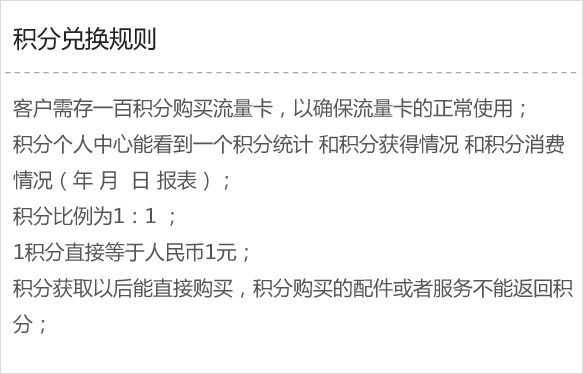 积分兑换规则
客户需存一百积分购买流量卡，以确保流量卡的正常使用；
积分个人中心能看到一个积分统计 和积分获得情况 和积分消费
情况（年 月  日 报表）；
积分比例为1：1 ；
1积分直接等于人民币1元；
积分获取以后能直接购买，积分购买的配件或者服务不能返回积
分；